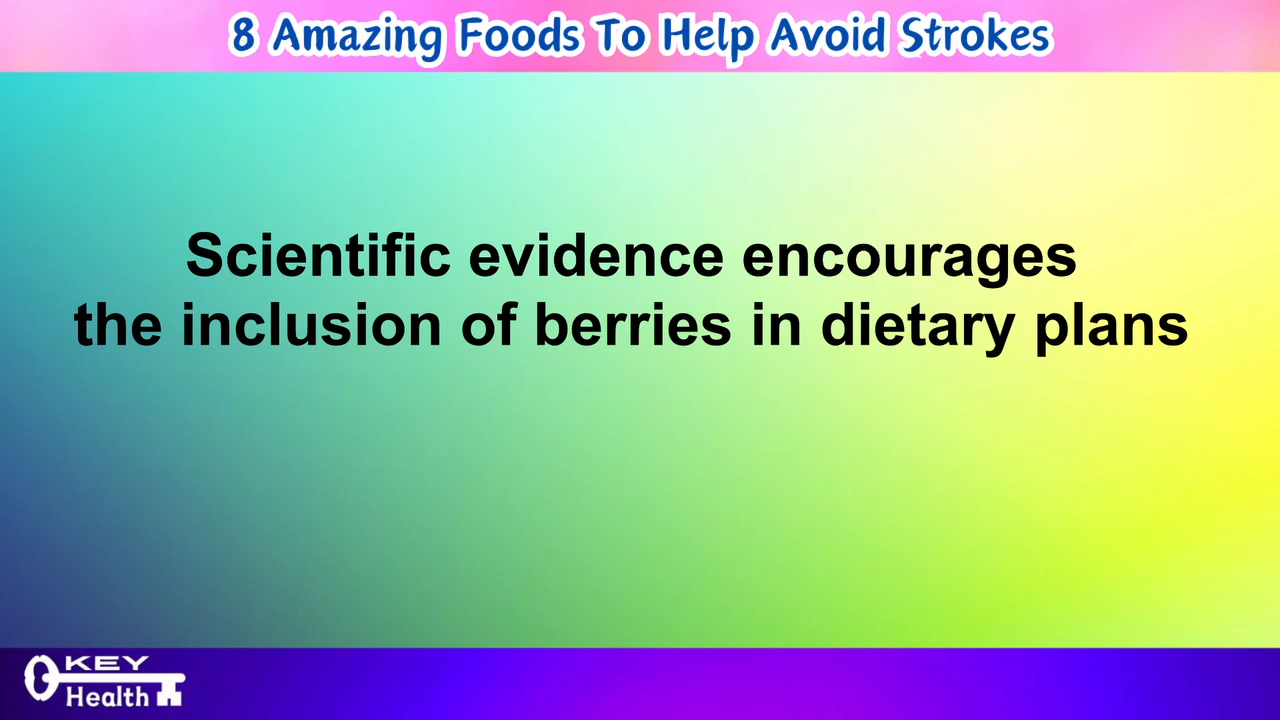 8 Amazing Foods To Help Avoid Strokes
Scientific evidence encourages
the inclusion of berries in dietary plans
KEY
Health